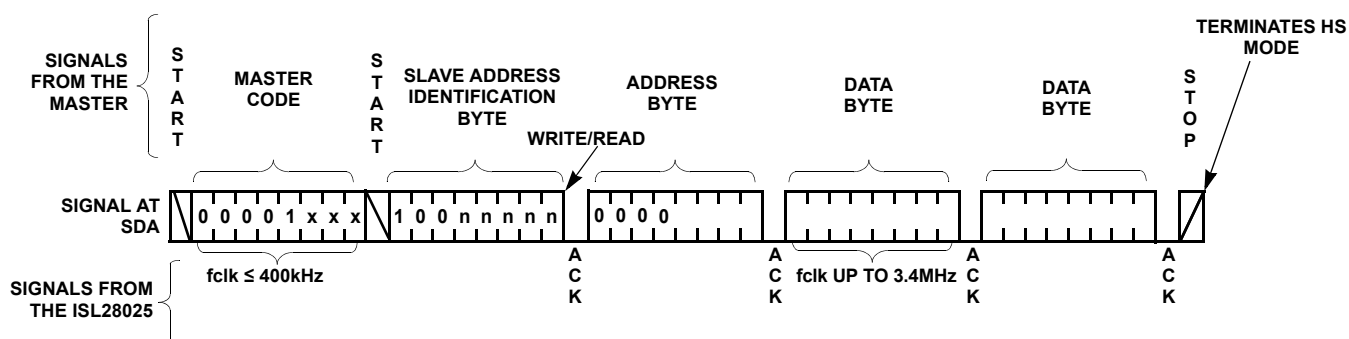 TERMINATES HS
MODE
SIGNALS
FROM THE
MASTER
START
MASTER
CODE
START
SLAVE ADDRESS
IDENTIFICATION
BYTE
WRITE/READ
ADDRESS
BYTE
DATA
BYTE
DATA
BYTE
STOP
SIGNAL AT
SDA
0 0 0 0 1 x x x
1 0 0 n n n n n
0 0 0 0
fclk ≤ 400kHz
ACK
ACK
fclk UP TO 3.4MHz
ACK
ACK
SIGNALS FROM
THE ISL28025